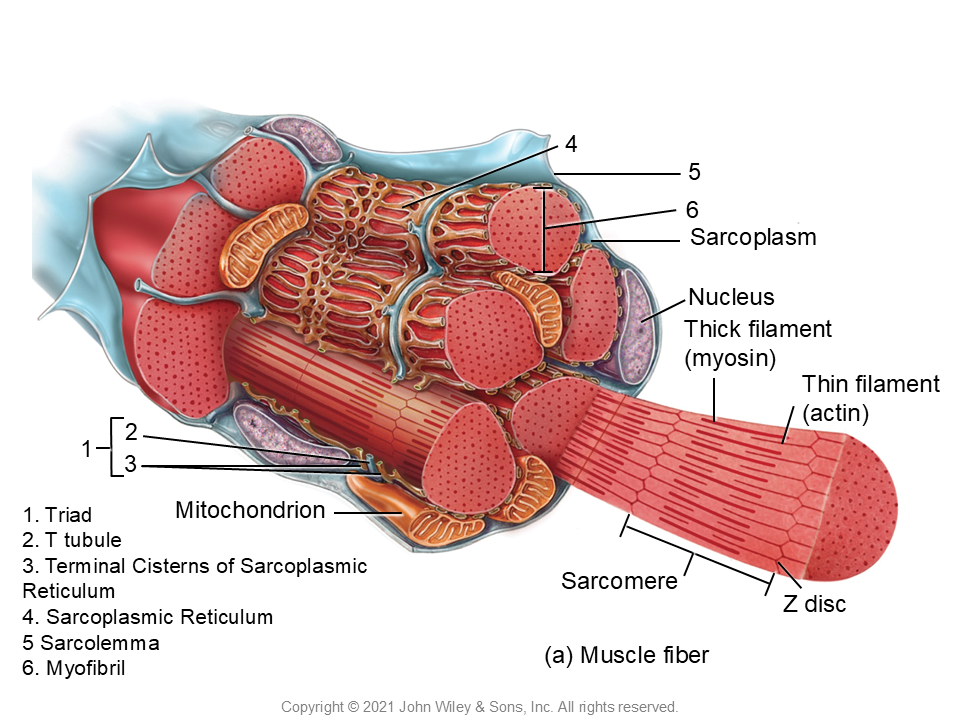 4
5
6
Sarcoplasm
Nucleus
Thick filament
(myosin)
Thin filament
(actin)
1
2
3
Mitochondrion
1. Triad
2. T tubule
3. Terminal Cisterns of Sarcoplasmic
Reticulum
4. Sarcoplasmic Reticulum
5 Sarcolemma
6. Myofibril
Sarcomere
Z disc
(a) Muscle fiber
Copyright © 2021 John Wiley & Sons, Inc. All rights reserved.